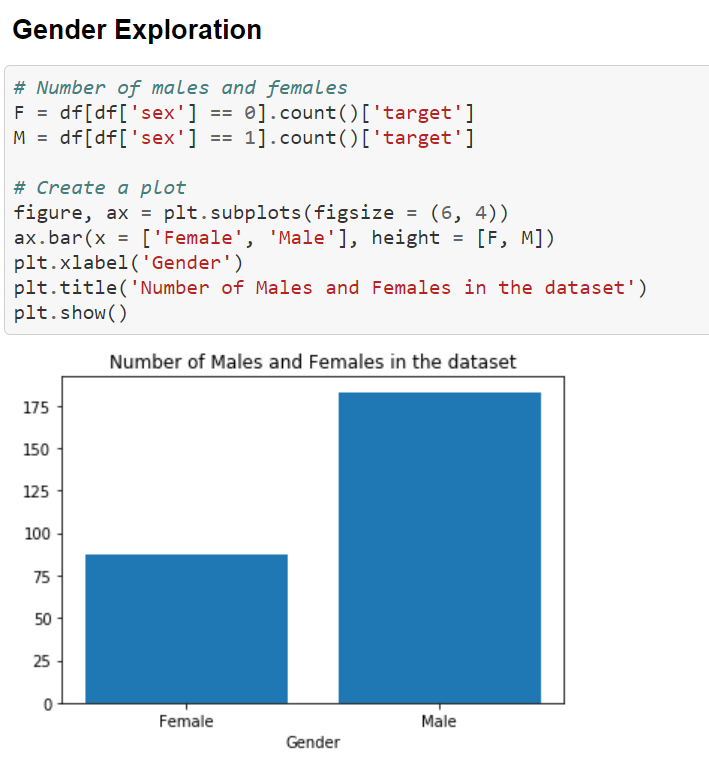 Gender Exploration
# Number of males and females
F = df[df['sex'] == 0].count()['target']
M = df[df['sex'] == 1].count()['target']
# Create a plot
figure, ax = plt.subplots(figsize = (6, 4))
ax.bar(x = ['Female', 'Male'], height = [F, M])
plt.xlabel('Gender')
plt.title('Number of Males and Females in the dataset')
plt.show()
Number of Males and Females in the dataset
175
150
125
100
75
50
25
0
Female Male
Gender